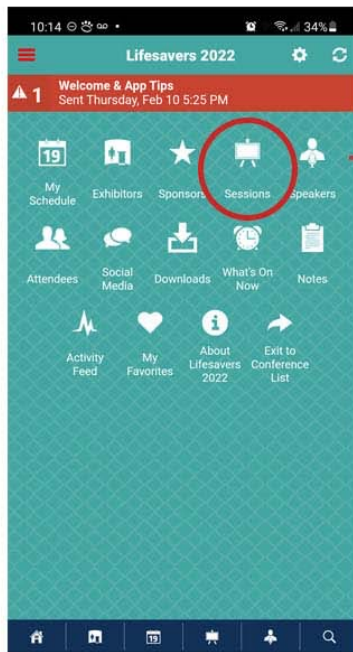 10:14
34%
Lifesavers 2022
1
Welcome & App Tips
Sent Thursday, Feb 10 5:25 PM
19
My
Schedule
Exhibitors
Sponsors
Sessions
Speakers
Attendees
Social
Media
Downloads
What's On
Now
Notes
Activity
Feed
My
Favorites
About
Lifesavers
2022
Exit to
Conference
List
19